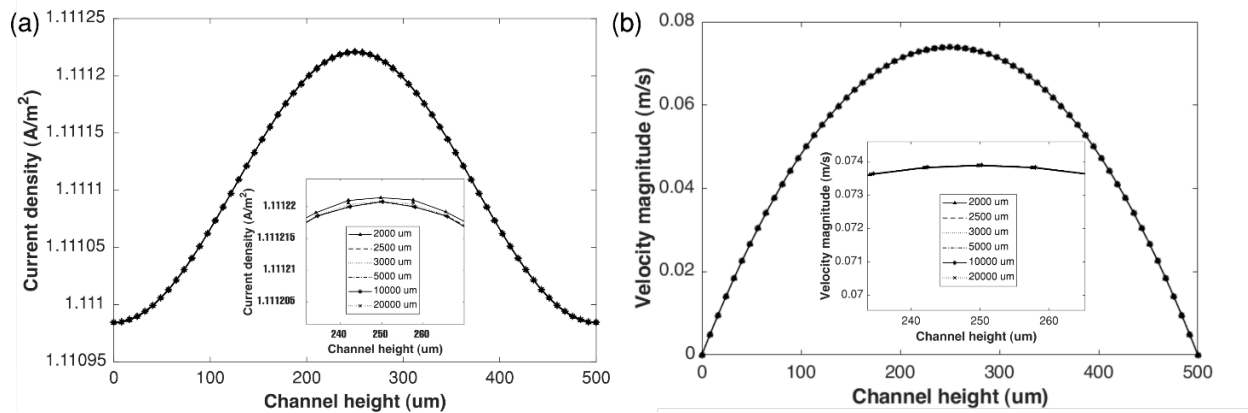 (a)
Current density (A/m²)
1.11125
1.1112
1.11115
1.1111
1.11105
1.111
1.11095
0
100
200
300
400
500
Channel height (um)
Current density (A/m²)
1.11122
1.111215
1.11121
1.111205
240
250
260
Channel height (um)
2000 um
2500 um
3000 um
5000 um
10000 um
20000 um
(b)
Velocity magnitude (m/s)
0.08
0.06
0.04
0.02
0
0
100
200
300
400
500
Channel height (um)
Velocity magnitude (m/s)
0.074
0.073
0.072
0.071
0.07
240
250
260
Channel height (um)
2000 um
2500 um
3000 um
5000 um
10000 um
20000 um